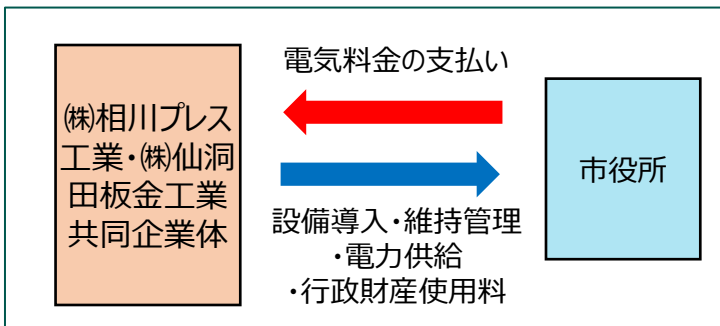 ㈱相川プレス
工業・㈱仙洞
田板金工業
共同企業体
電気料金の支払い
設備導入・維持管理
・電力供給
・行政財産使用料
市役所